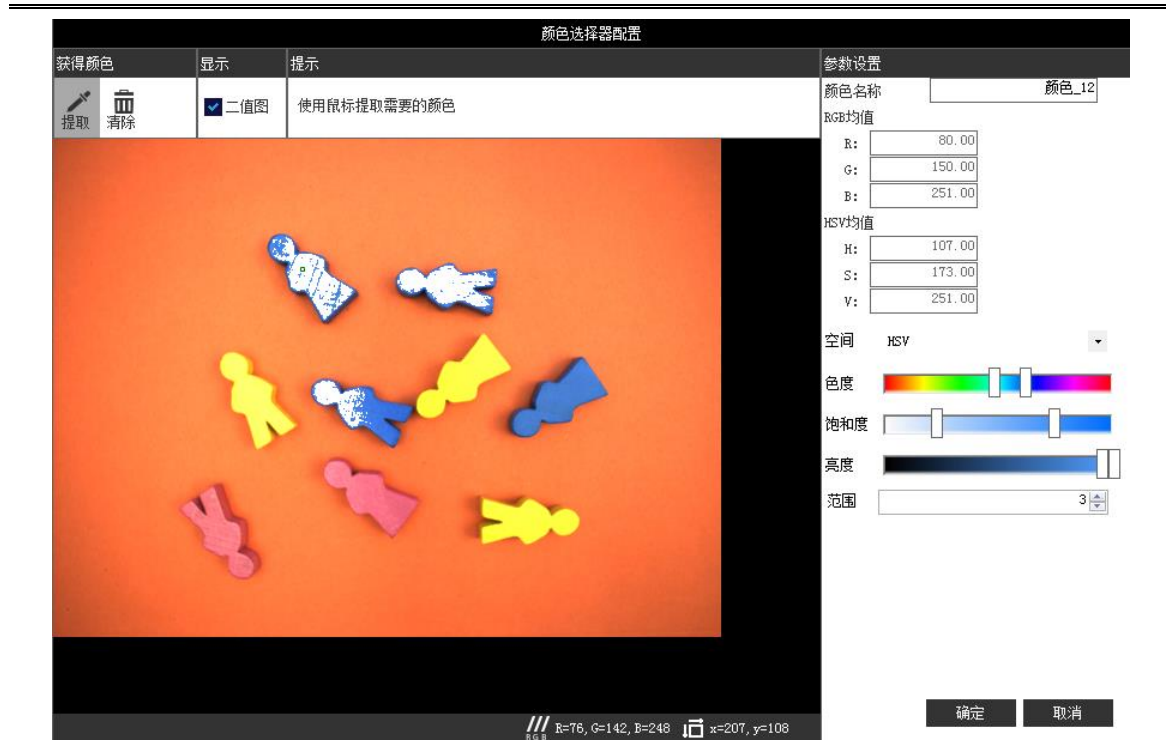 颜色选择器配置
获得颜色 显示 提示 参数设置
提取 清除 二值图 使用鼠标提取需要的颜色
颜色名称 颜色_12
RGB均值
R: 80.00
G: 150.00
B: 251.00
HSV均值
H: 107.00
S: 173.00
V: 251.00
空间 HSV
色度
饱和度
亮度
范围 3
确定 取消
RGB R=76, G=142, B=248 x=207, y=108